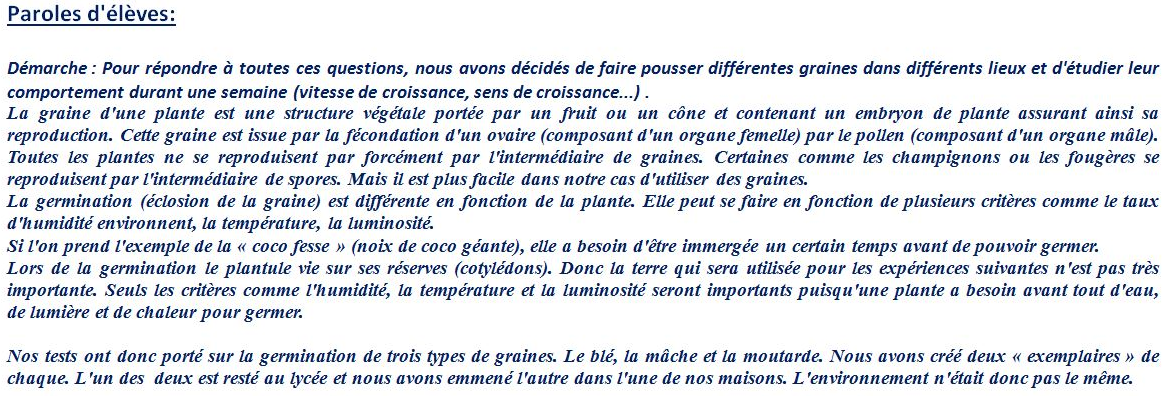 Paroles d'élèves:
Démarche : Pour répondre à toutes ces questions, nous avons décidés de faire pousser différentes graines dans différents lieux et d'étudier leur
comportement durant une semaine (vitesse de croissance, sens de croissance...) .
La graine d'une plante est une structure végétale portée par un fruit ou un cône et contenant un embryon de plante assurant ainsi sa
reproduction. Cette graine est issue par la fécondation d'un ovaire (composant d'un organe femelle) par le pollen (composant d'un organe mâle).
Toutes les plantes ne se reproduisent par forcément par l'intermédiaire de graines. Certaines comme les champignons ou les fougères se
reproduisent par l'intermédiaire de spores. Mais il est plus facile dans notre cas d'utiliser des graines.
La germination (éclosion de la graine) est différente en fonction de la plante. Elle peut se faire en fonction de plusieurs critères comme le taux
d'humidité environnent, la température, la luminosité.
Si l'on prend l'exemple de la « coco fesse » (noix de coco géante), elle a besoin d'être immergée un certain temps avant de pouvoir germer.
Lors de la germination le plantule vie sur ses réserves (cotylédons). Donc la terre qui sera utilisée pour les expériences suivantes n'est pas très
importante. Seuls les critères comme l'humidité, la température et la luminosité seront importants puisqu'une plante a besoin avant tout d'eau,
de lumière et de chaleur pour germer.
Nos tests ont donc porté sur la germination de trois types de graines. Le blé, la mâche et la moutarde. Nous avons créé deux « exemplaires » de
chaque. L'un des deux est resté au lycée et nous avons emmené l'autre dans l'une de nos maisons. L'environnement n'était donc pas le même.